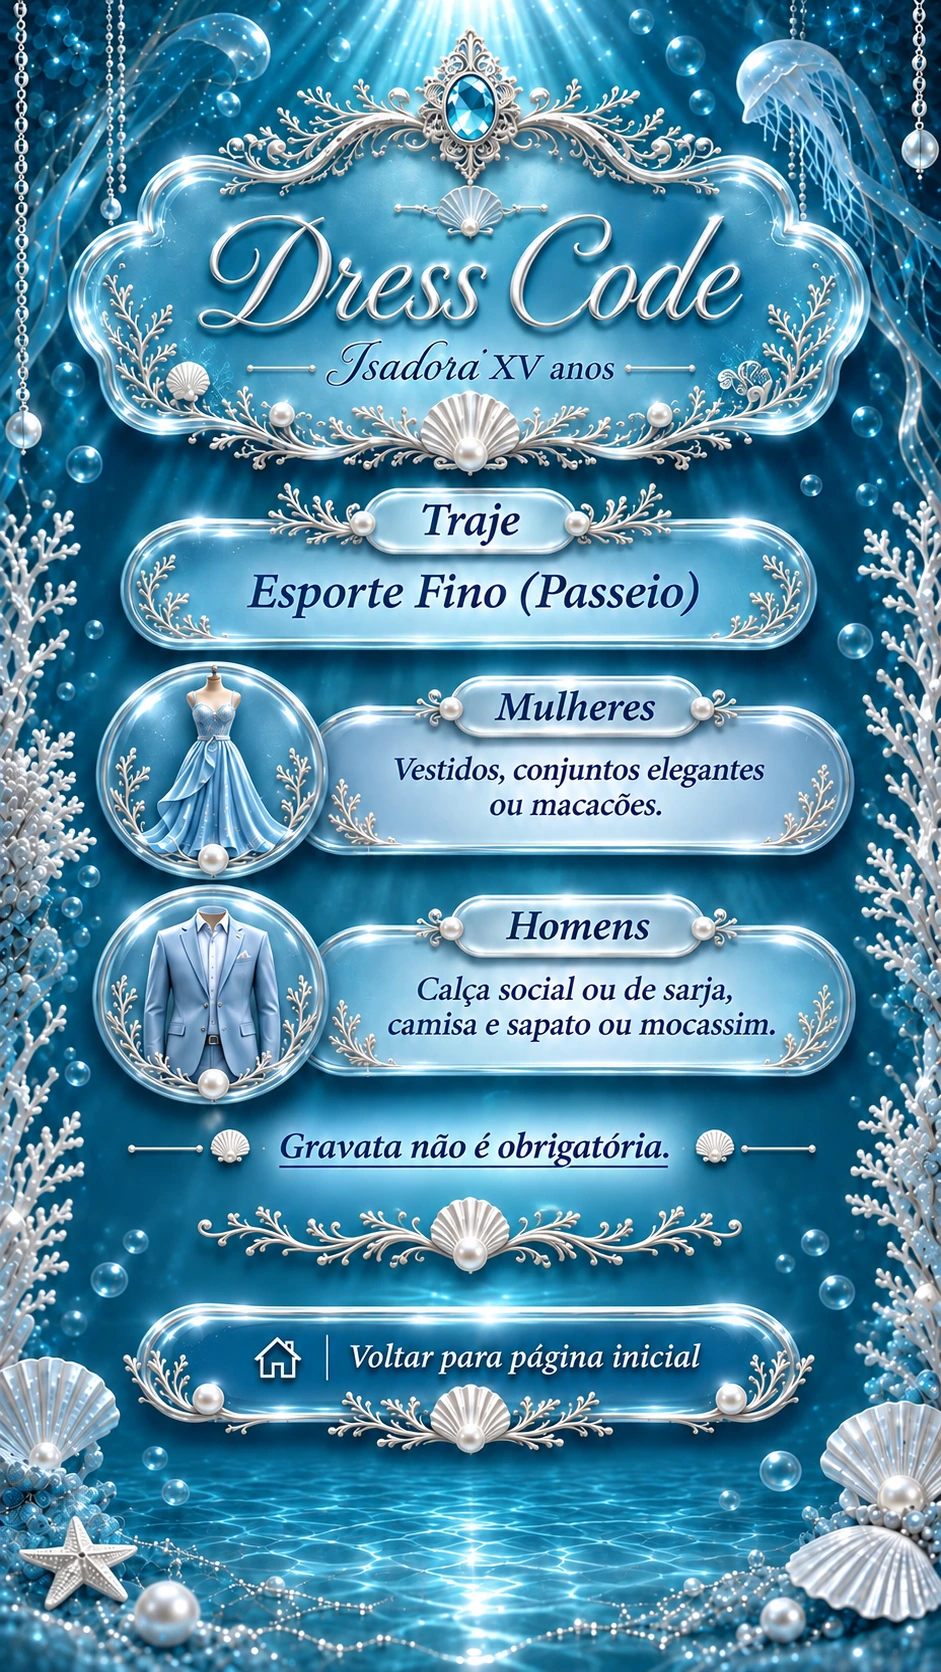 Dress Code
Isadora XV anos
Traje
Esporte Fino (Passeio)
Mulheres
Vestidos, conjuntos elegantes
ou macacões.
Homens
Calça social ou de sarja,
camisa e sapato ou mocassim.
Gravata não é obrigatória.
Voltar para página inicial